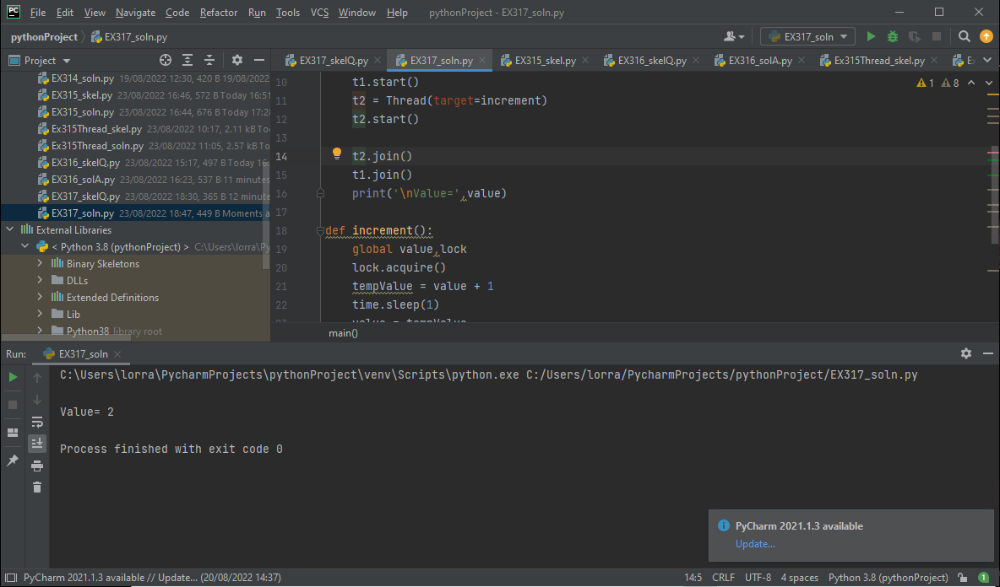 PC File Edit View Navigate Code Refactor Run Tools VCS Window Help pythonProject - EX317_soln.py
pythonProject EX317_soln.py EX317_soln
Project EX317_skelQ.py EX317_soln.py EX315_skel.py EX316_skelQ.py EX316_solA.py Ex315Thread_skel.py
EX314_soln.py 19/08/2022 12:30, 420 B 19/08/2022
EX315_skel.py 23/08/2022 16:46, 572 B Today 16:51
EX315_soln.py 23/08/2022 16:44, 676 B Today 17:2
Ex315Thread_skel.py 23/08/2022 10:17, 2.11 kB To
Ex315Thread_soln.py 23/08/2022 11:05, 2.57 kB To
EX316_skelQ.py 23/08/2022 15:17, 497 B Today 16:
EX316_solA.py 23/08/2022 16:23, 537 B 11 minutes
EX317_skelQ.py 23/08/2022 18:30, 365 B 12 minute
EX317_soln.py 23/08/2022 18:47, 449 B Moments a
External Libraries
< Python 3.8 (pythonProject) > C:\Users\lorra\Py
Binary Skeletons
DLLs
Extended Definitions
Lib
Python38 library root
10 t1.start()
11 t2 = Thread(target=increment)
12 t2.start()
13
14 t2.join()
15 t1.join()
16 print('\nValue=',value)
17
18 def increment():
19 global value,lock
20 lock.acquire()
21 tempValue = value + 1
22 time.sleep(1)
23 value = tempValue
1 8
main()
Run: EX317_soln
C:\Users\lorra\PycharmProjects\pythonProject\venv\Scripts\python.exe C:/Users/lorra/PycharmProjects/pythonProject/EX317_soln.py
Value= 2
Process finished with exit code 0
PyCharm 2021.1.3 available
Update...
PyCharm 2021.1.3 available // Update... (20/08/2022 14:37) 14:5 CRLF UTF-8 4 spaces Python 3.8 (pythonProject) 1